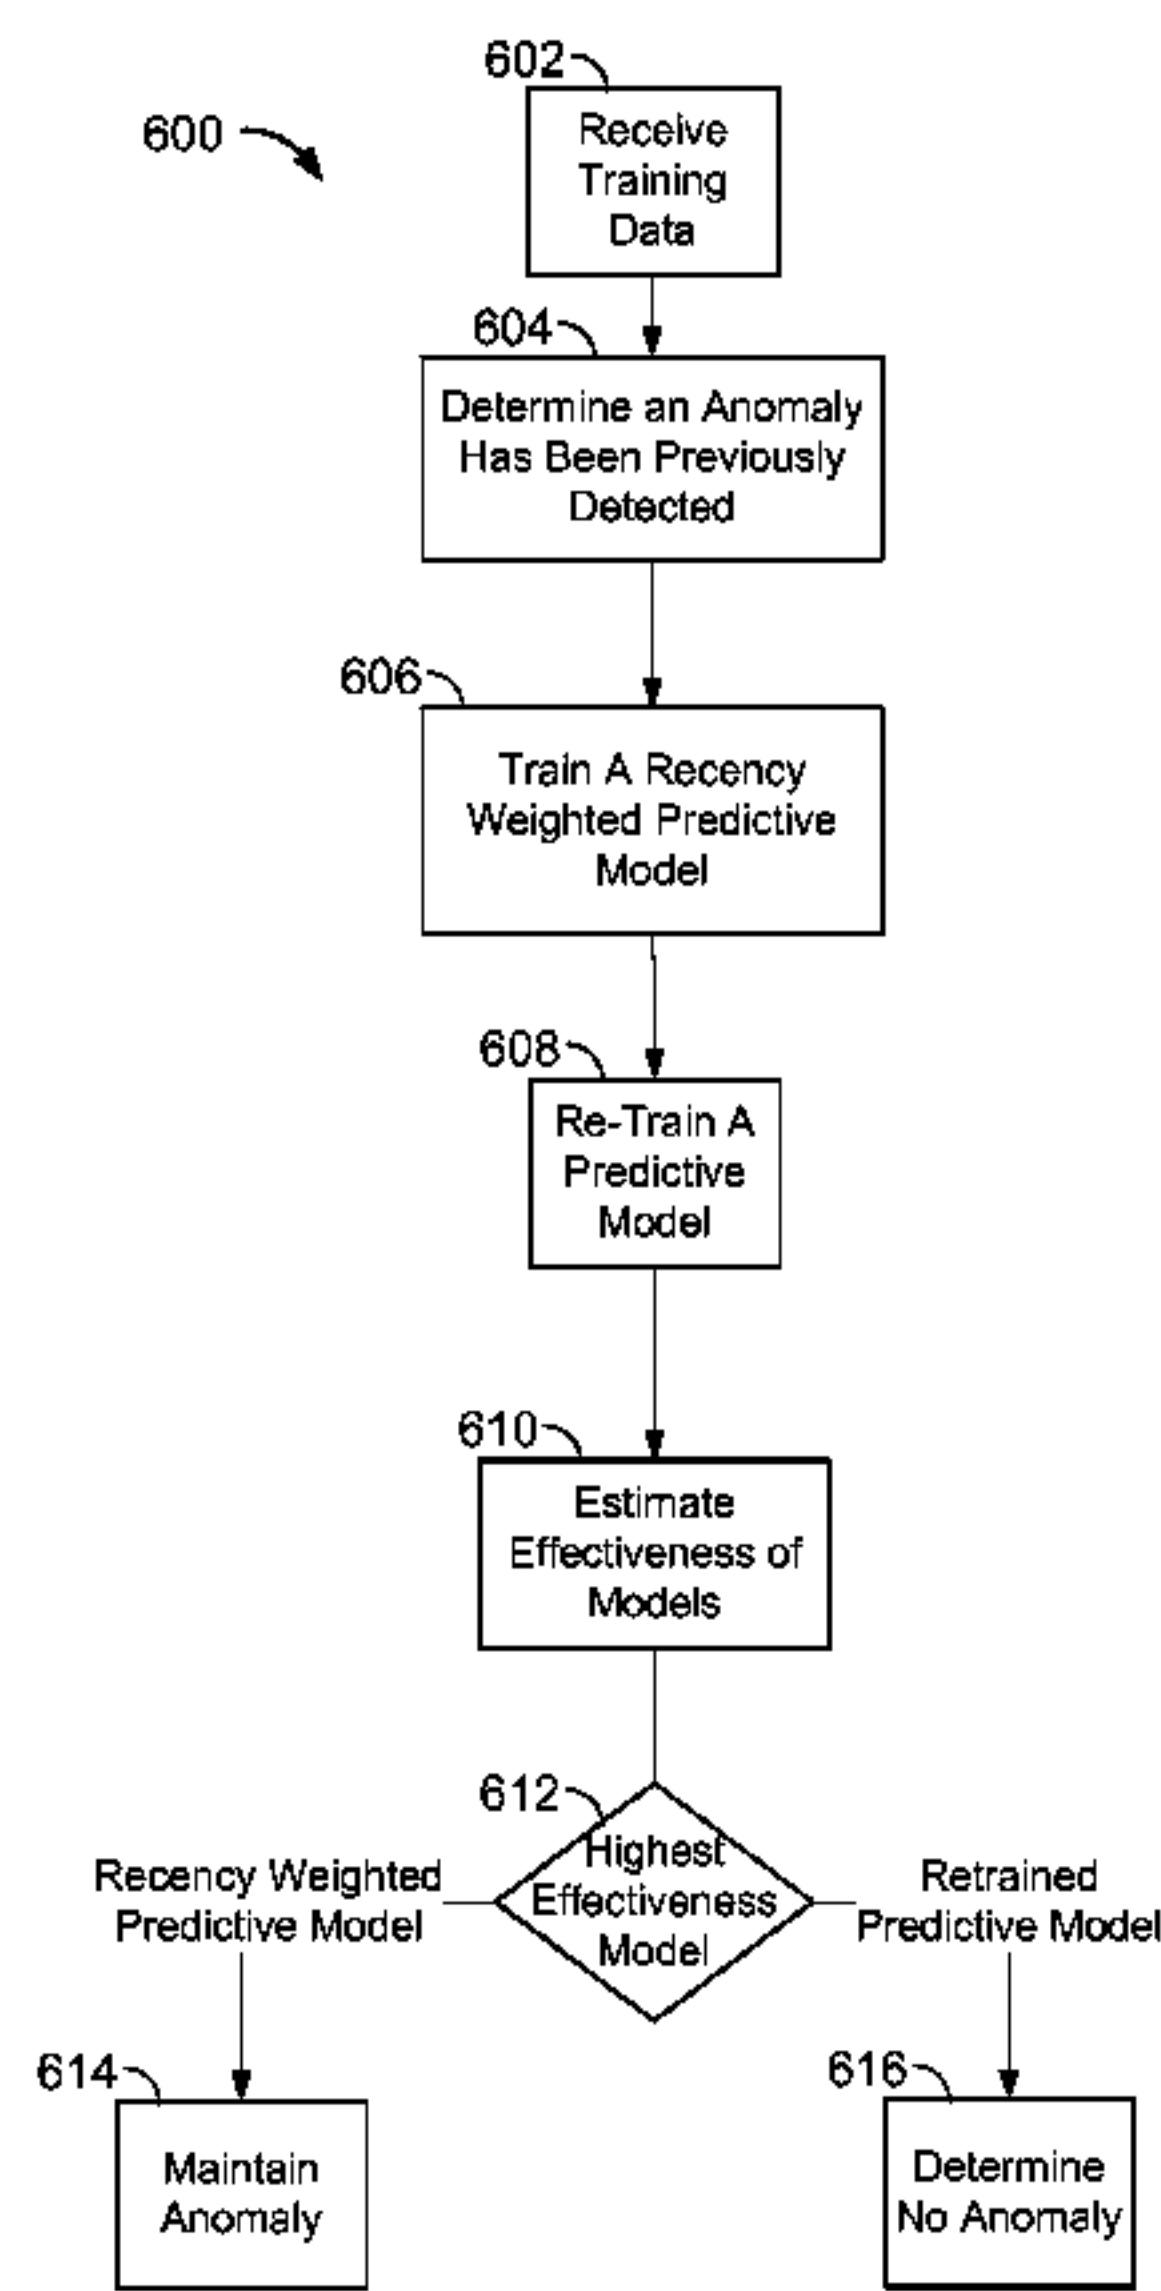 602
600
Receive
Training
Data
604
Determine an Anomaly
Has Been Previously
Detected
606
Train A Recency
Weighted Predictive
Model
608
Re-Train A
Predictive
Model
610
Estimate
Effectiveness of
Models
612
Highest
Effectiveness
Model
Recency Weighted
Predictive Model
Retrained
Predictive Model
614
Maintain
Anomaly
616
Determine
No Anomaly